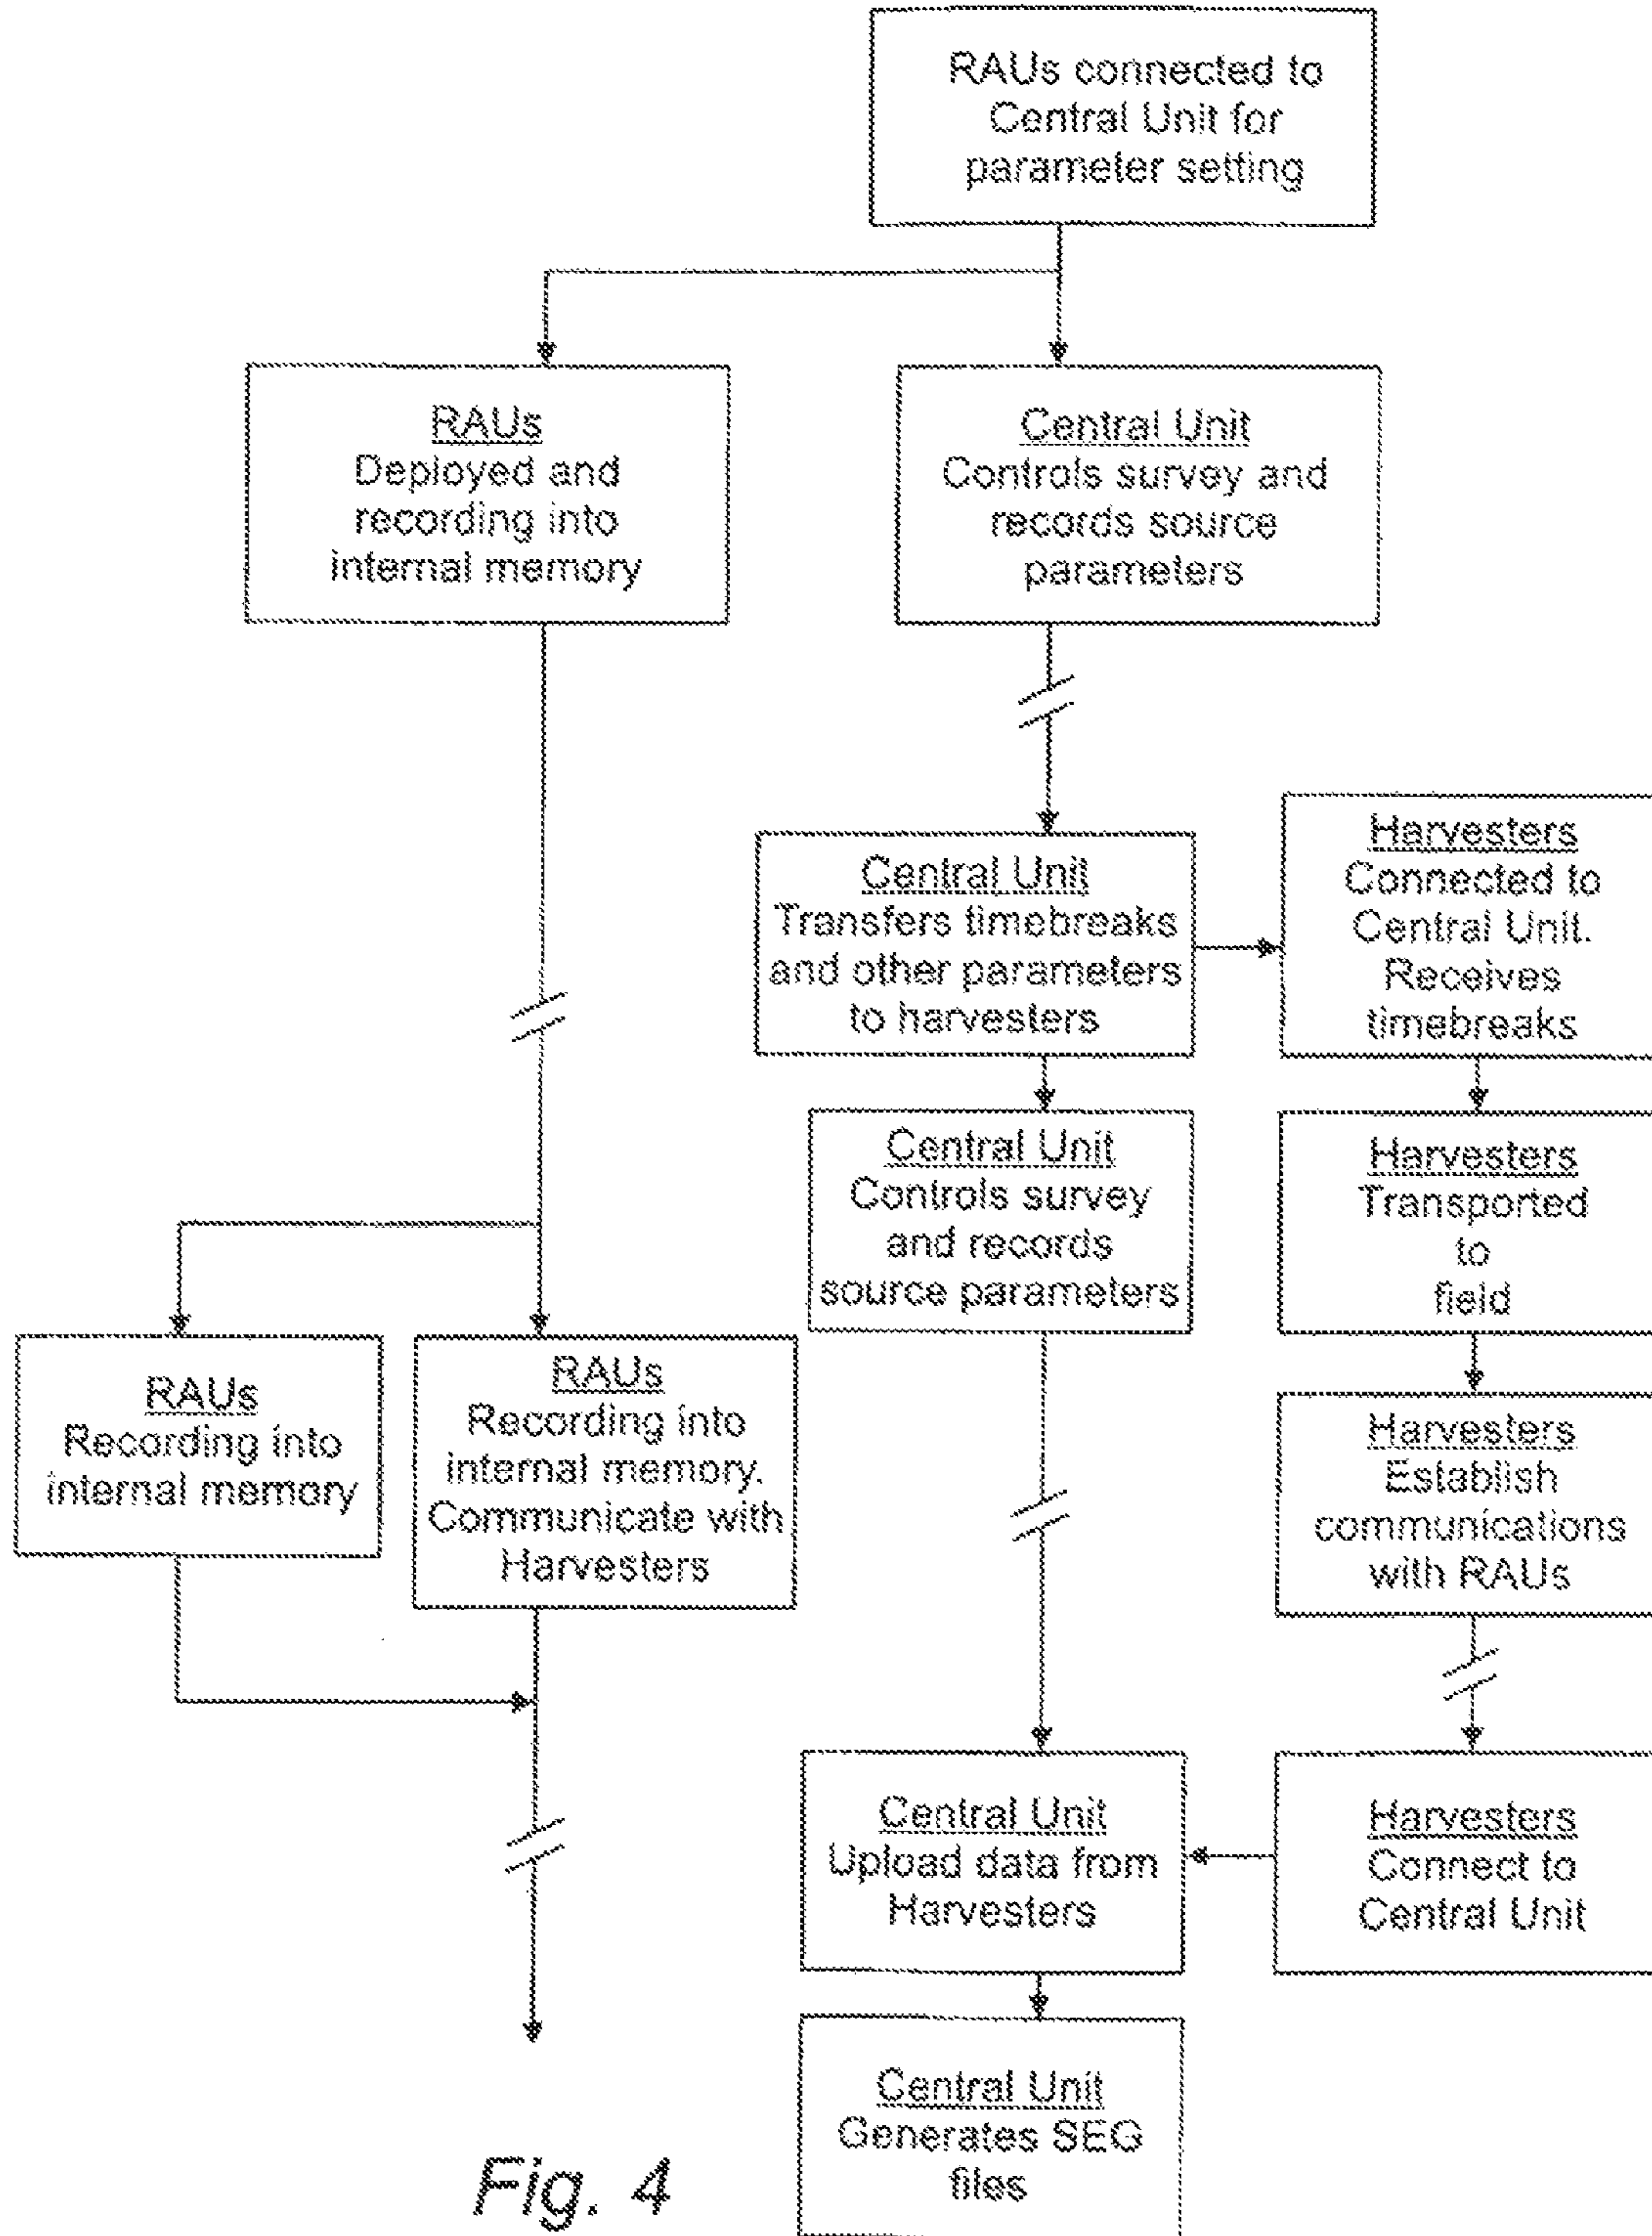 RAUs connected to
Central Unit for
parameter setting
RAUs
Deployed and
recording into
internal memory
Central Unit
Controls survey and
records source
parameters
Central Unit
Transfers timebreaks
and other parameters
to harvesters
Harvesters
Connected to
Central Unit.
Receives
timebreaks
Central Unit
Controls survey
and records
source parameters
Harvesters
Transported
to
field
RAUs
Recording into
internal memory
RAUs
Recording into
internal memory.
Communicate with
Harvesters
Harvesters
Establish
communications
with RAUs
Central Unit
Upload data from
Harvesters
Harvesters
Connect to
Central Unit
Central Unit
Generates SEG
files
Fig. 4